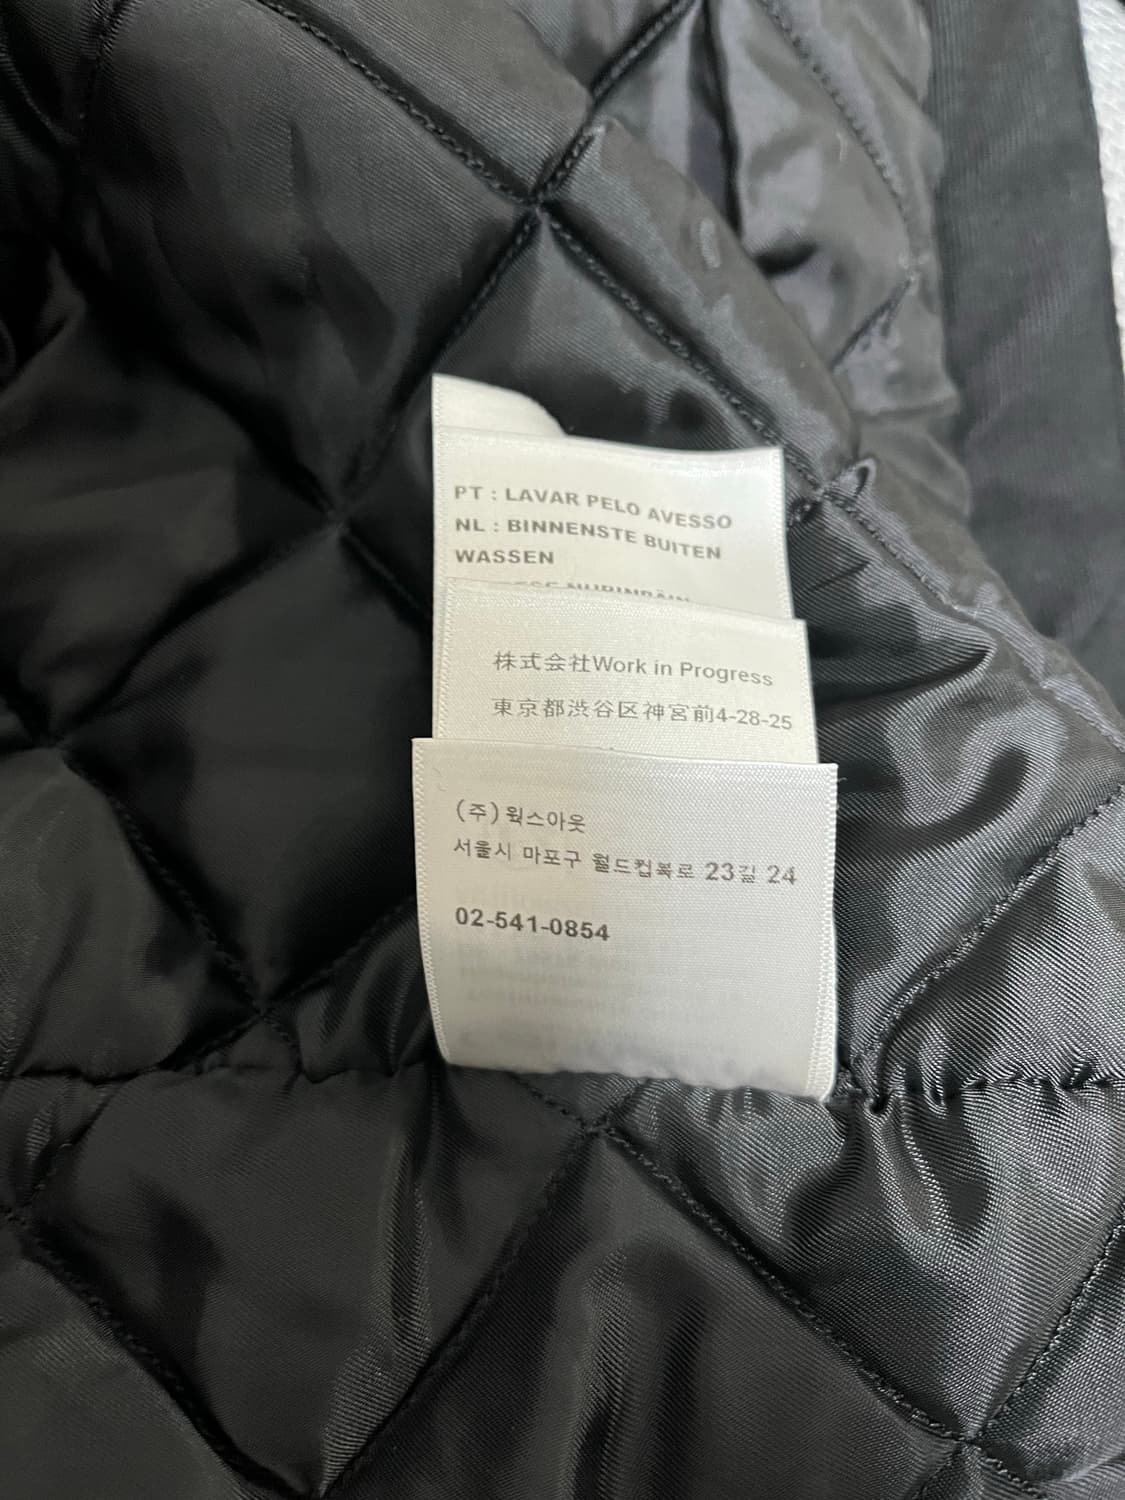 PT : LAVAR PELO AVESSO
NL : BINNENSTE BUITEN
WASSEN
株式会社Work in Progress
東京都渋谷区神宮前4-28-25
(주)웍스아웃
서울시 마포구 월드컵북로 23길 24
02-541-0854